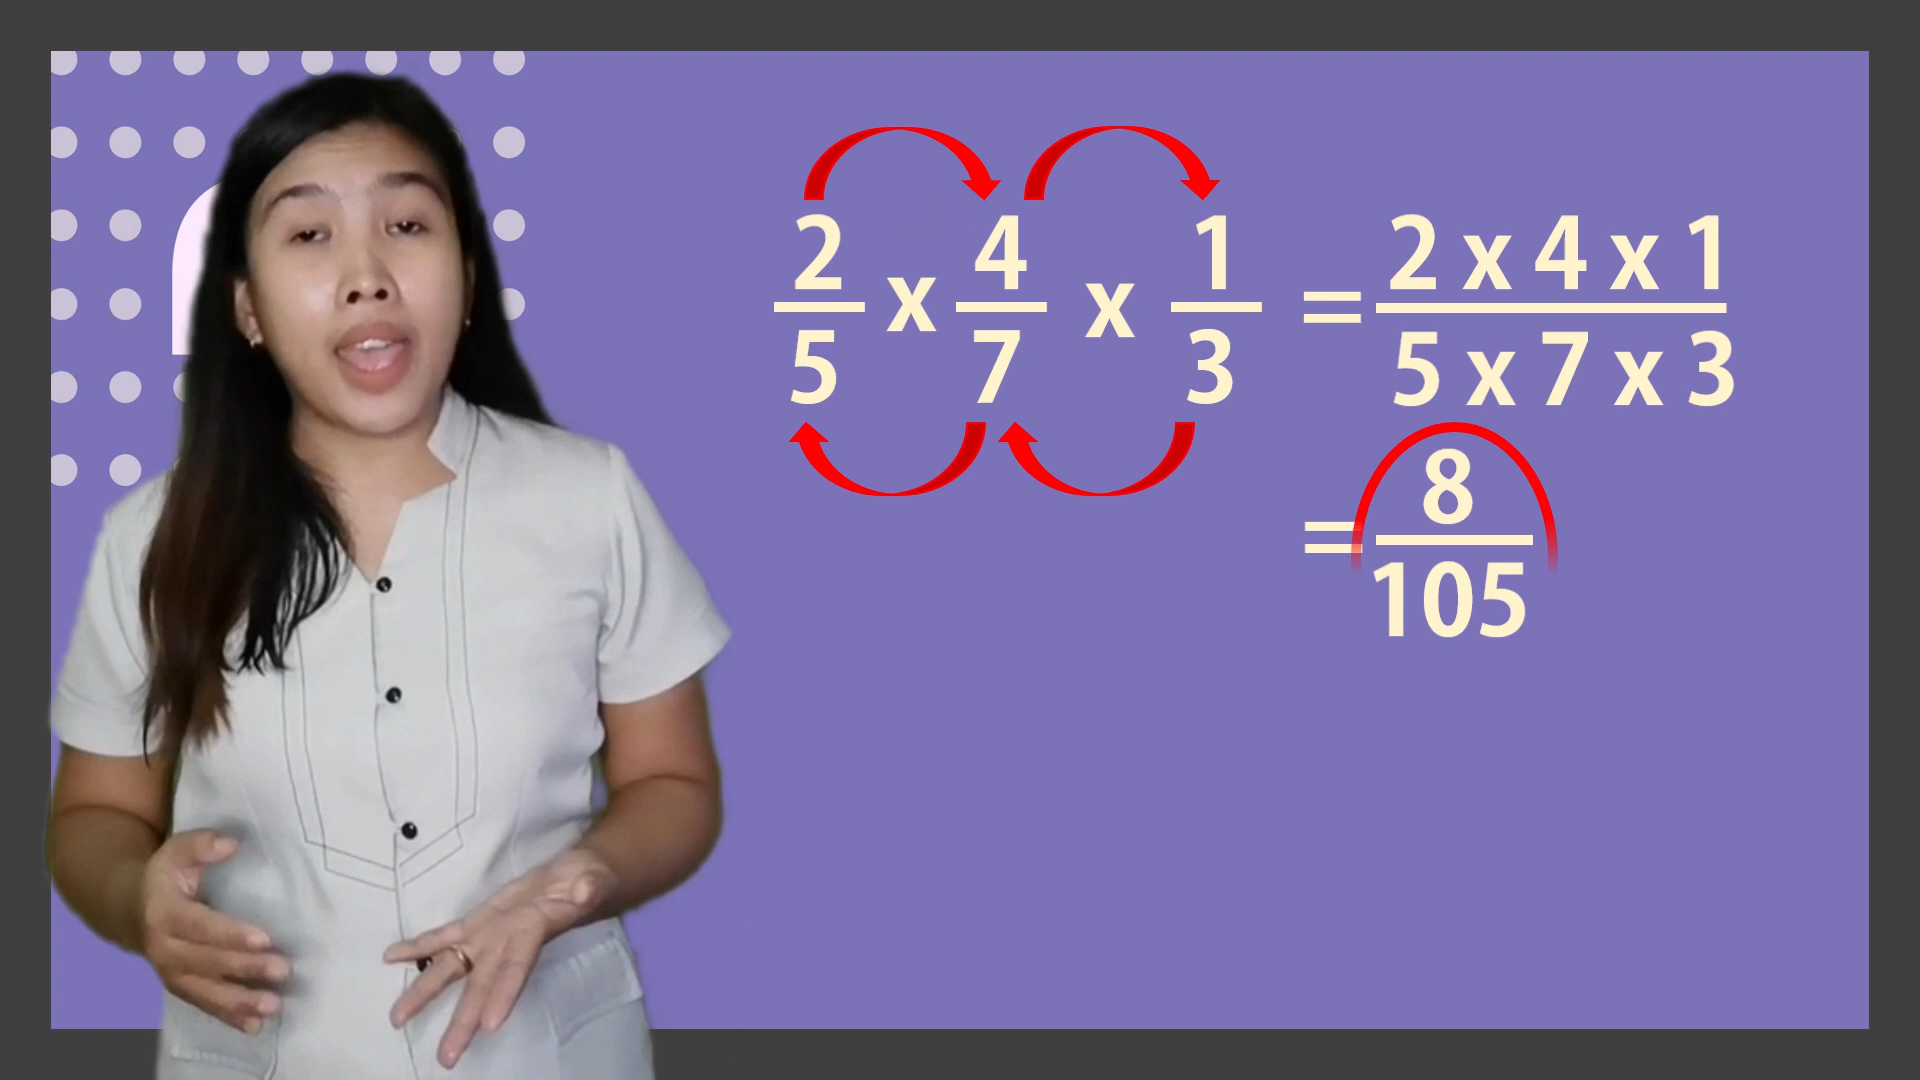 2/5 x 4/7 x 1/3 = 2 x 4 x 1 / 5 x 7 x 3
= 8/105